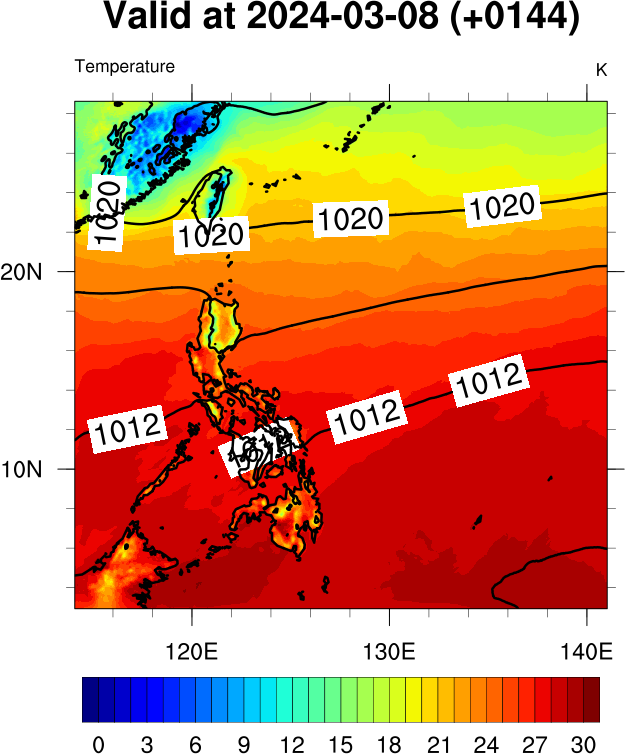 Valid at 2024-03-08 (+0144)
Temperature K
1020
1020 1020 1020
20N
1012
1012
1012
10N
120E 130E 140E
0 3 6 9 12 15 18 21 24 27 30